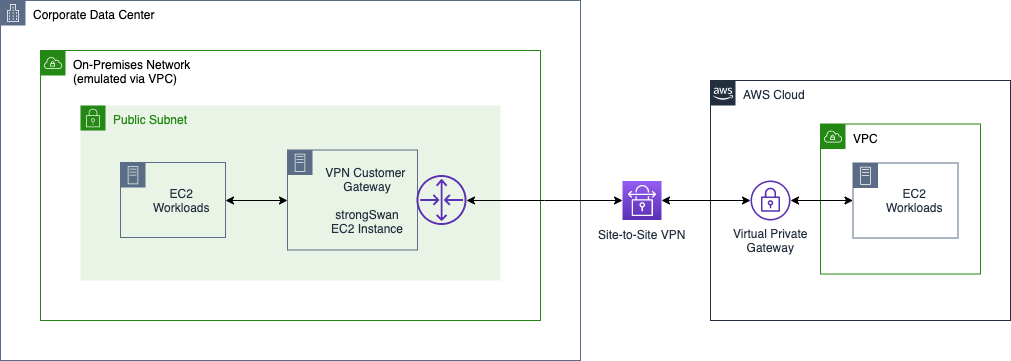 Corporate Data Center
On-Premises Network
(emulated via VPC)
Public Subnet
EC2
Workloads
VPN Customer
Gateway
strongSwan
EC2 Instance
Site-to-Site VPN
aws
AWS Cloud
Virtual Private
Gateway
VPC
EC2
Workloads